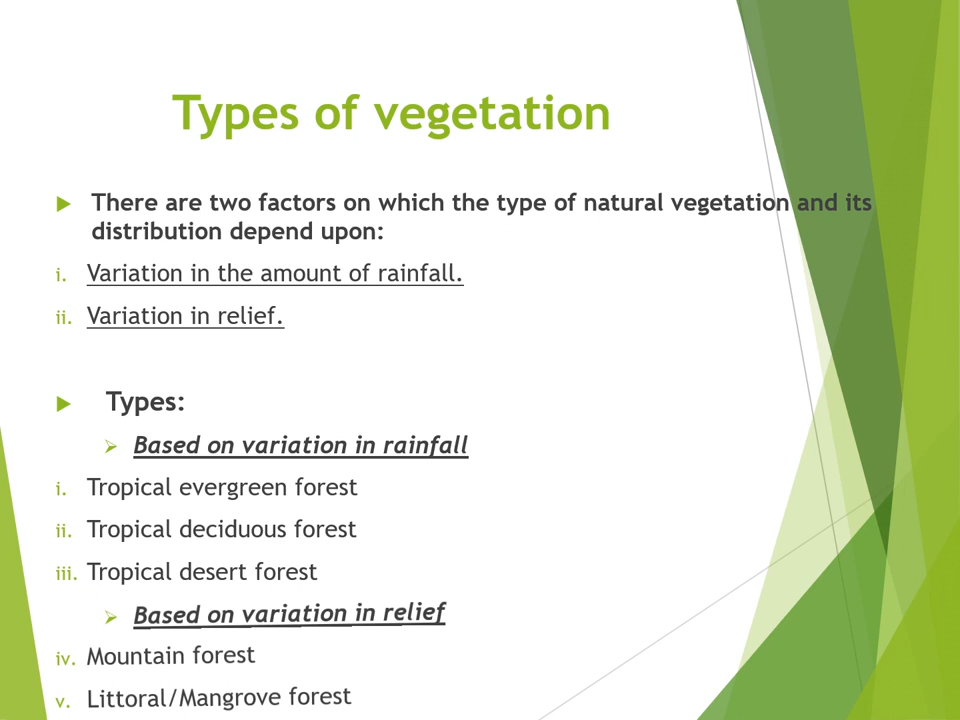 Types of vegetation
There are two factors on which the type of natural vegetation and its
distribution depend upon:
i. Variation in the amount of rainfall.
ii. Variation in relief.
Types:
Based on variation in rainfall
i. Tropical evergreen forest
ii. Tropical deciduous forest
iii. Tropical desert forest
Based on variation in relief
iv. Mountain forest
v. Littoral/Mangrove forest